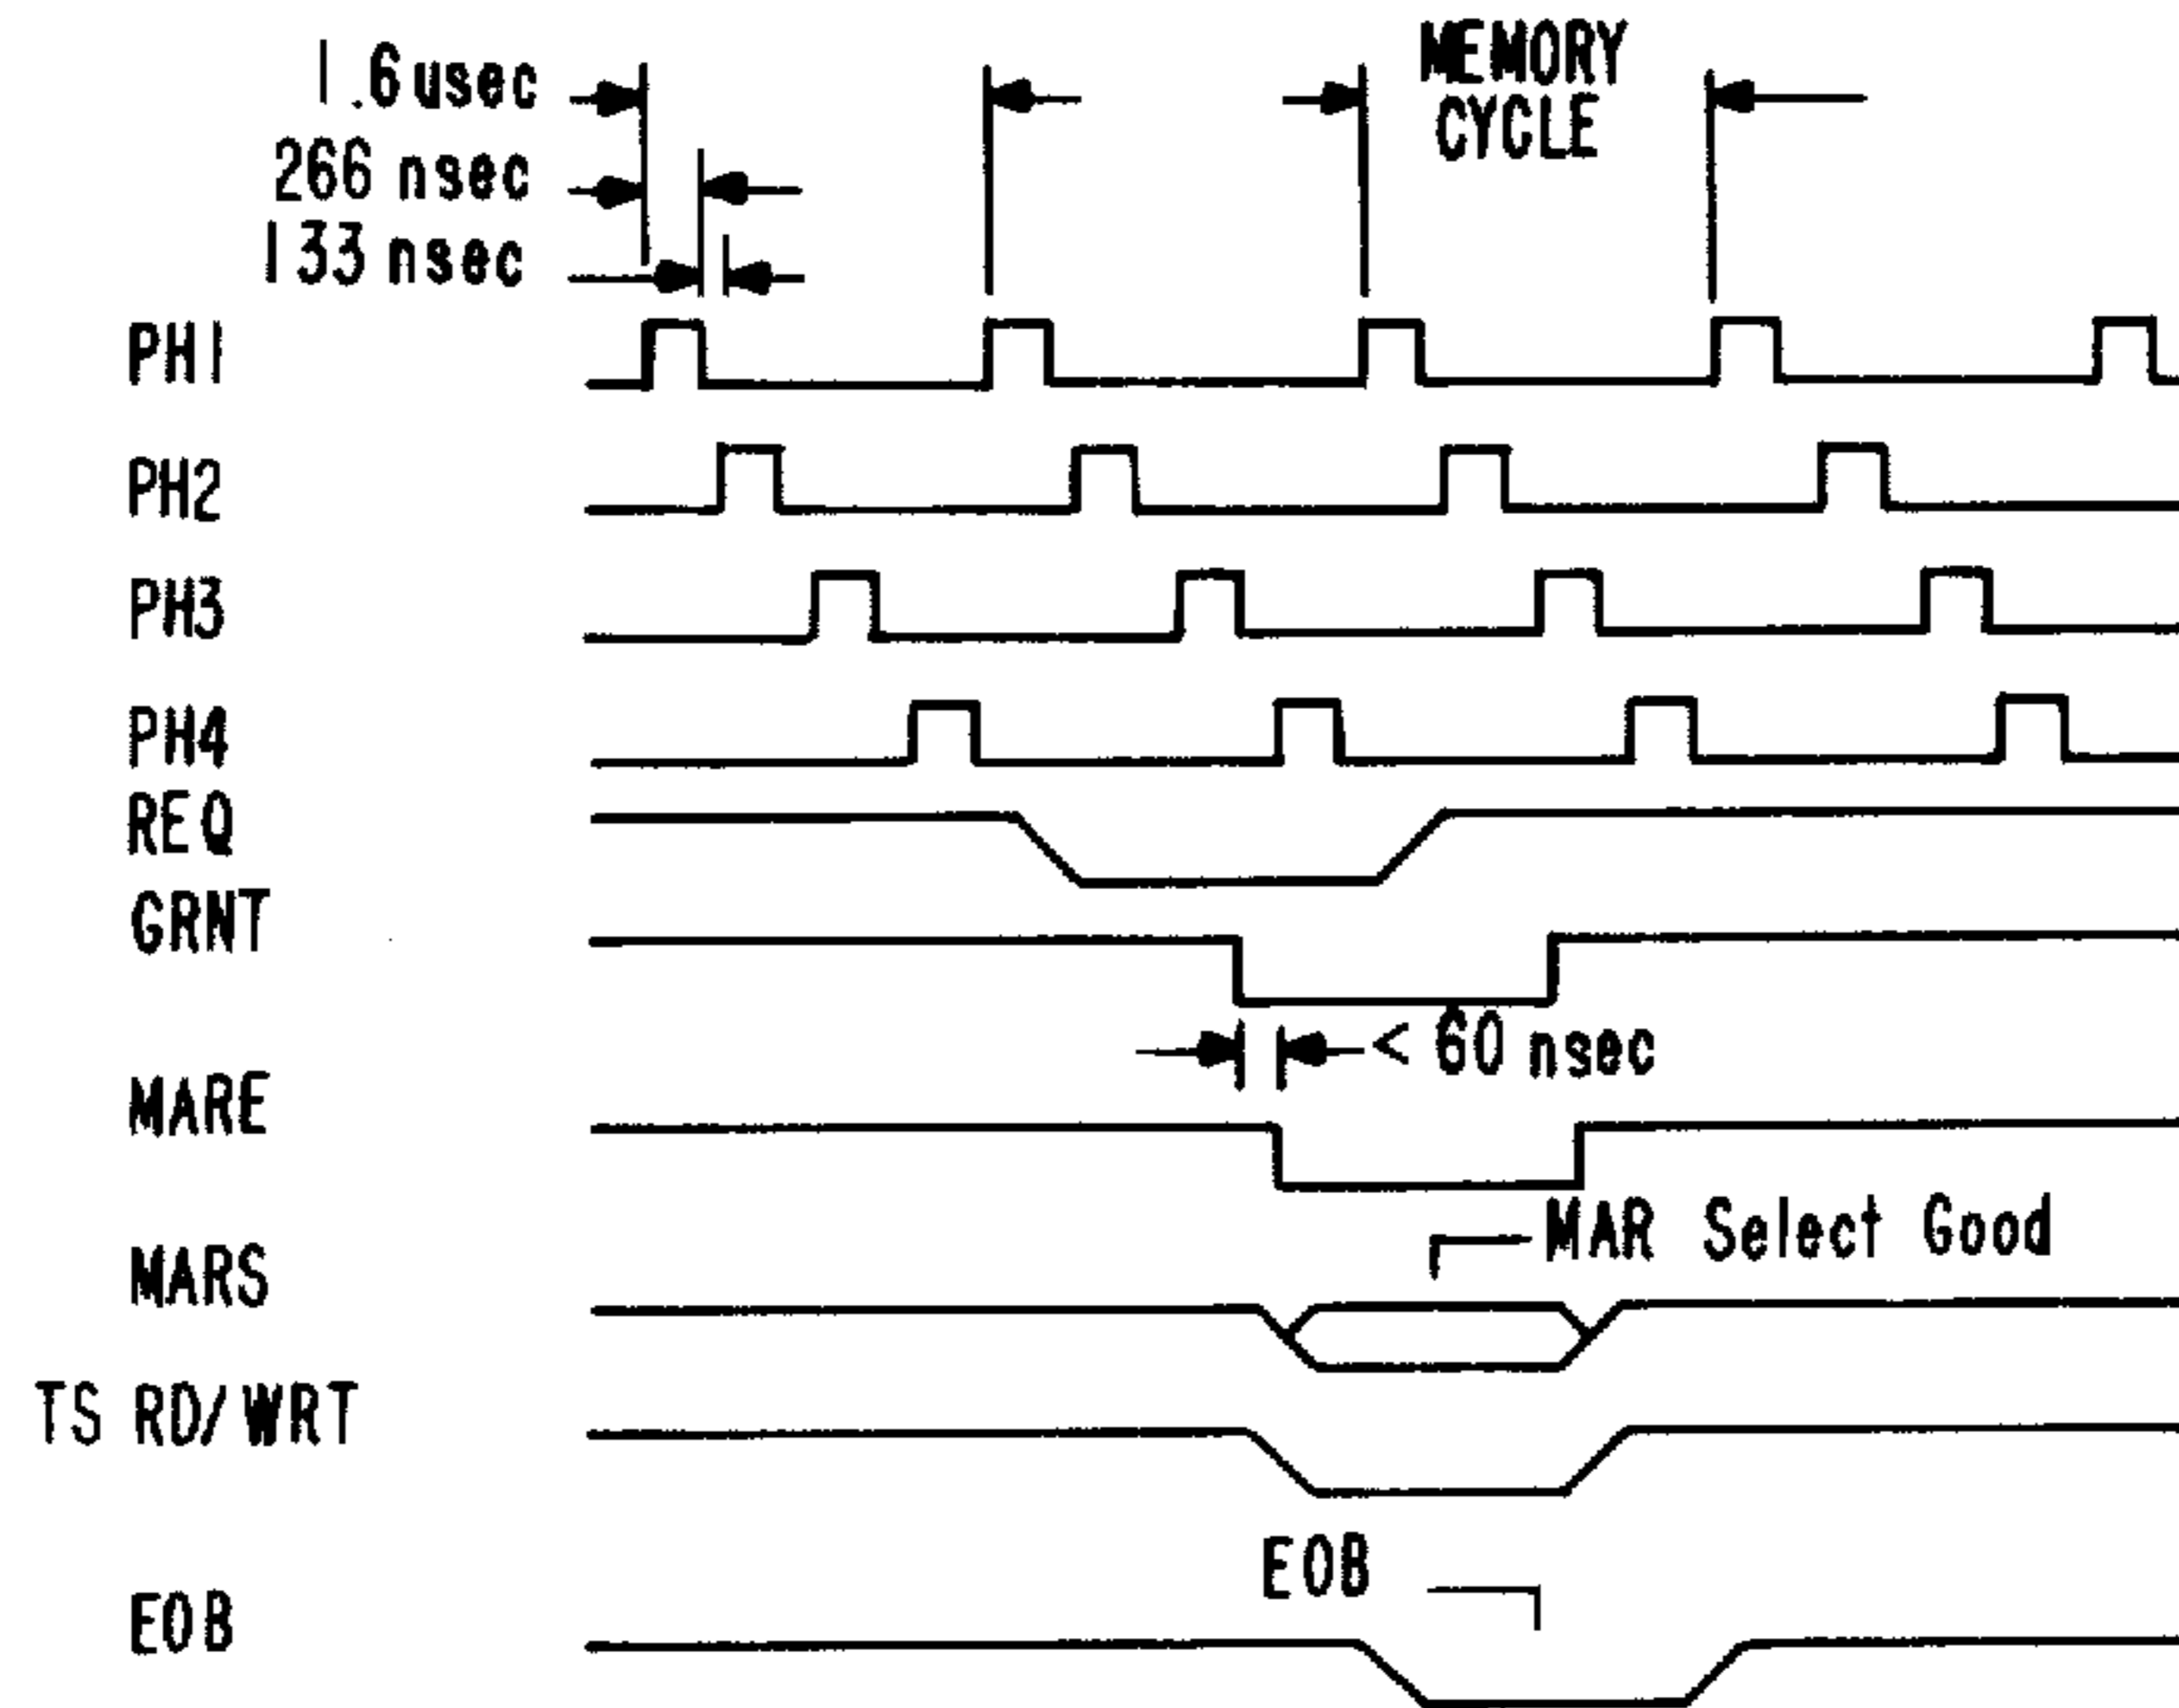 1.6usec
MEMORY
CYCLE
266 nsec
133 nsec
PH1
PH2
PH3
PH4
REQ
GRNT
< 60 nsec
MARE
MAR Select Good
MARS
TS RD/WRT
EOB
EOB